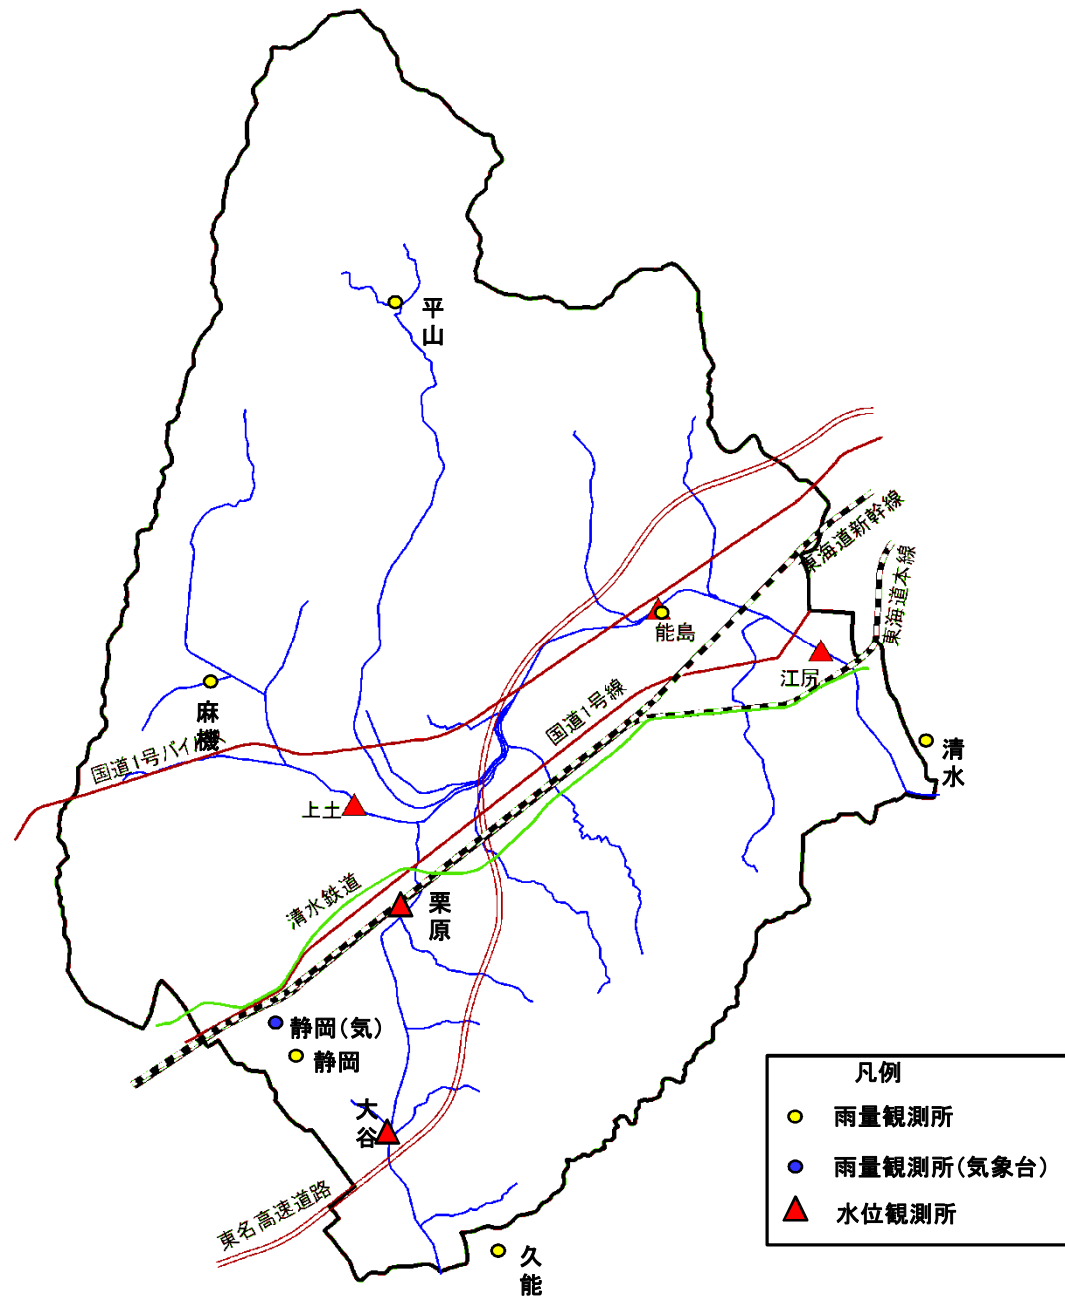 平山
東海道新幹線
東海道本線
能島
江尻
国道1号線
麻機
国道1号バイパス
清水
上土
清水鉄道
栗原
静岡(気)
静岡
大谷
東名高速道路
久能
凡例
雨量観測所
雨量観測所(気象台)
水位観測所